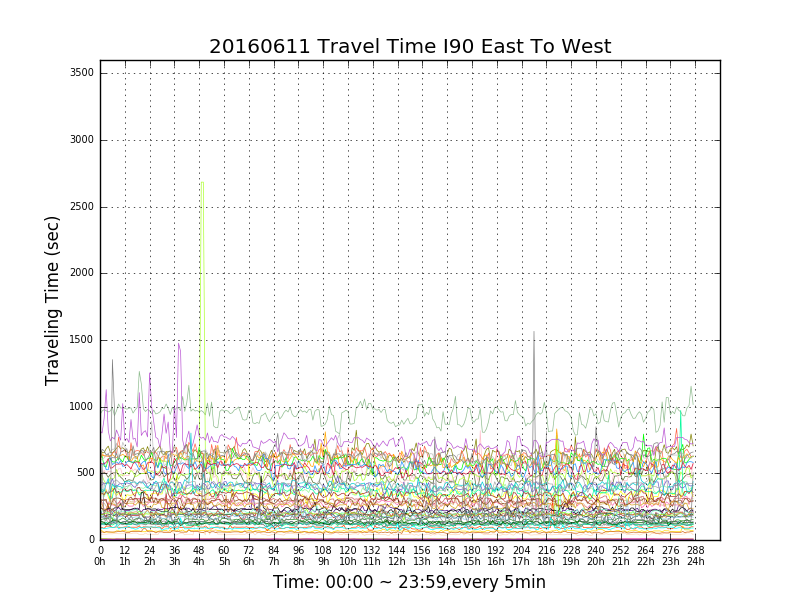 20160611 Travel Time I90 East To West
Traveling Time (sec)
3500
3000
2500
2000
1500
1000
500
0
0 12 24 36 48 60 72 84 96 108 120 132 144 156 168 180 192 204 216 228 240 252 264 276 288
0h 1h 2h 3h 4h 5h 6h 7h 8h 9h 10h 11h 12h 13h 14h 15h 16h 17h 18h 19h 20h 21h 22h 23h 24h
Time: 00:00 ~ 23:59,every 5min